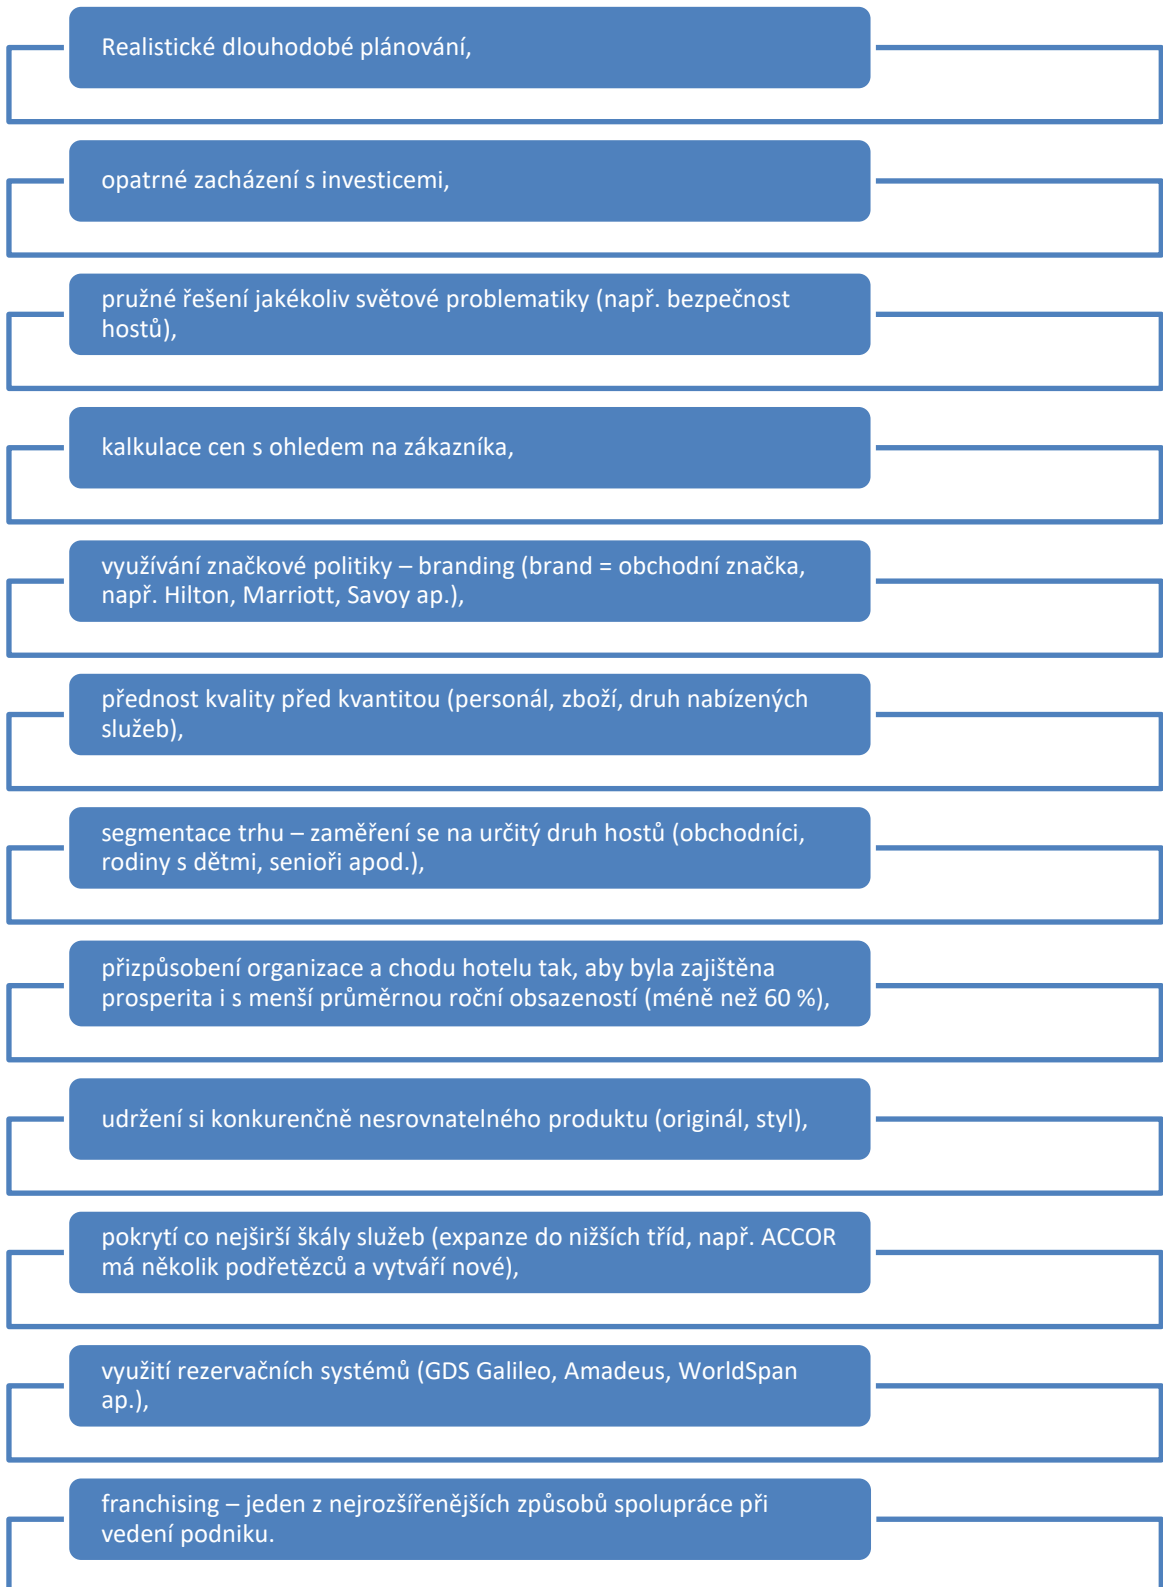 Realistické dlouhodobé plánování,
opatrné zacházení s investicemi,
pružné řešení jakékoliv světové problematiky (např. bezpečnost
hostů),
kalkulace cen s ohledem na zákazníka,
využívání značkové politiky – branding (brand = obchodní značka,
např. Hilton, Marriott, Savoy ap.),
přednost kvality před kvantitou (personál, zboží, druh nabízených
služeb),
segmentace trhu – zaměření se na určitý druh hostů (obchodníci,
rodiny s dětmi, senioři apod.),
přizpůsobení organizace a chodu hotelu tak, aby byla zajištěna
prosperita i s menší průměrnou roční obsazeností (méně než 60 %),
udržení si konkurenčně nesrovnatelného produktu (originál, styl),
pokrytí co nejširší škály služeb (expanze do nižších tříd, např. ACCOR
má několik podřetězců a vytváří nové),
využití rezervačních systémů (GDS Galileo, Amadeus, WorldSpan
ap.),
franchising – jeden z nejrozšířenějších způsobů spolupráce při
vedení podniku.